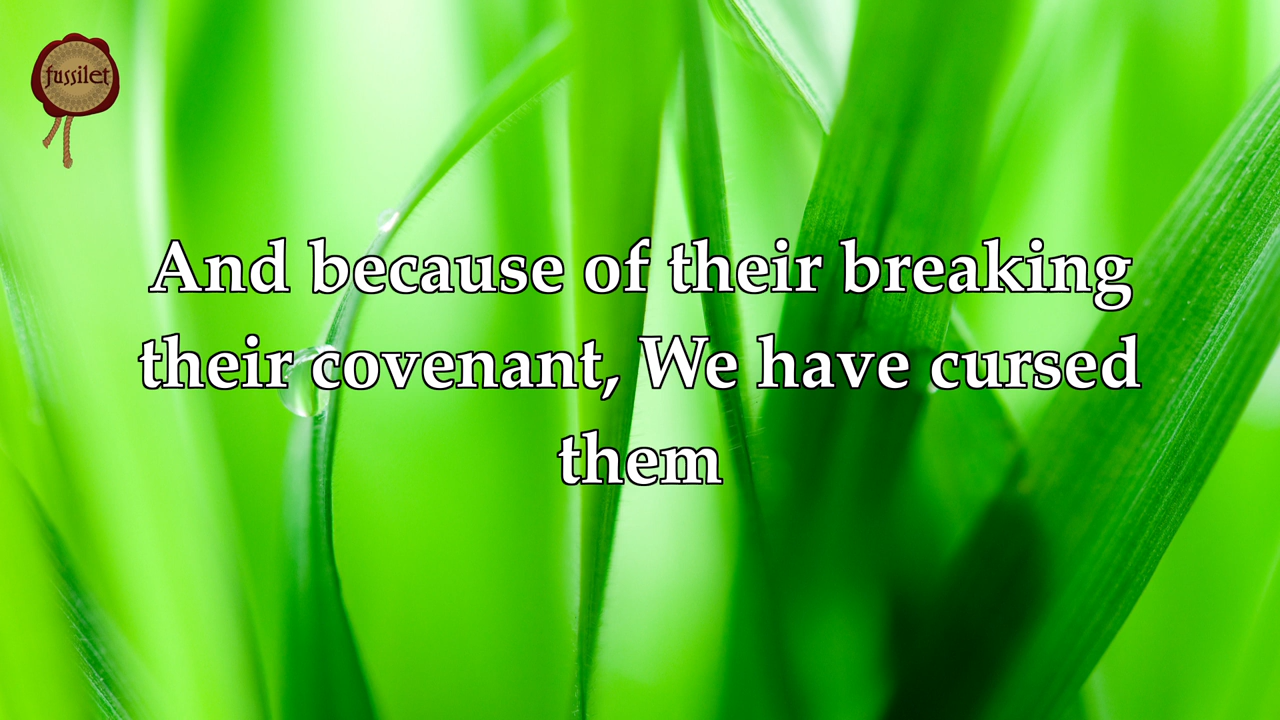 fussilet
And because of their breaking
their covenant, We have cursed
them